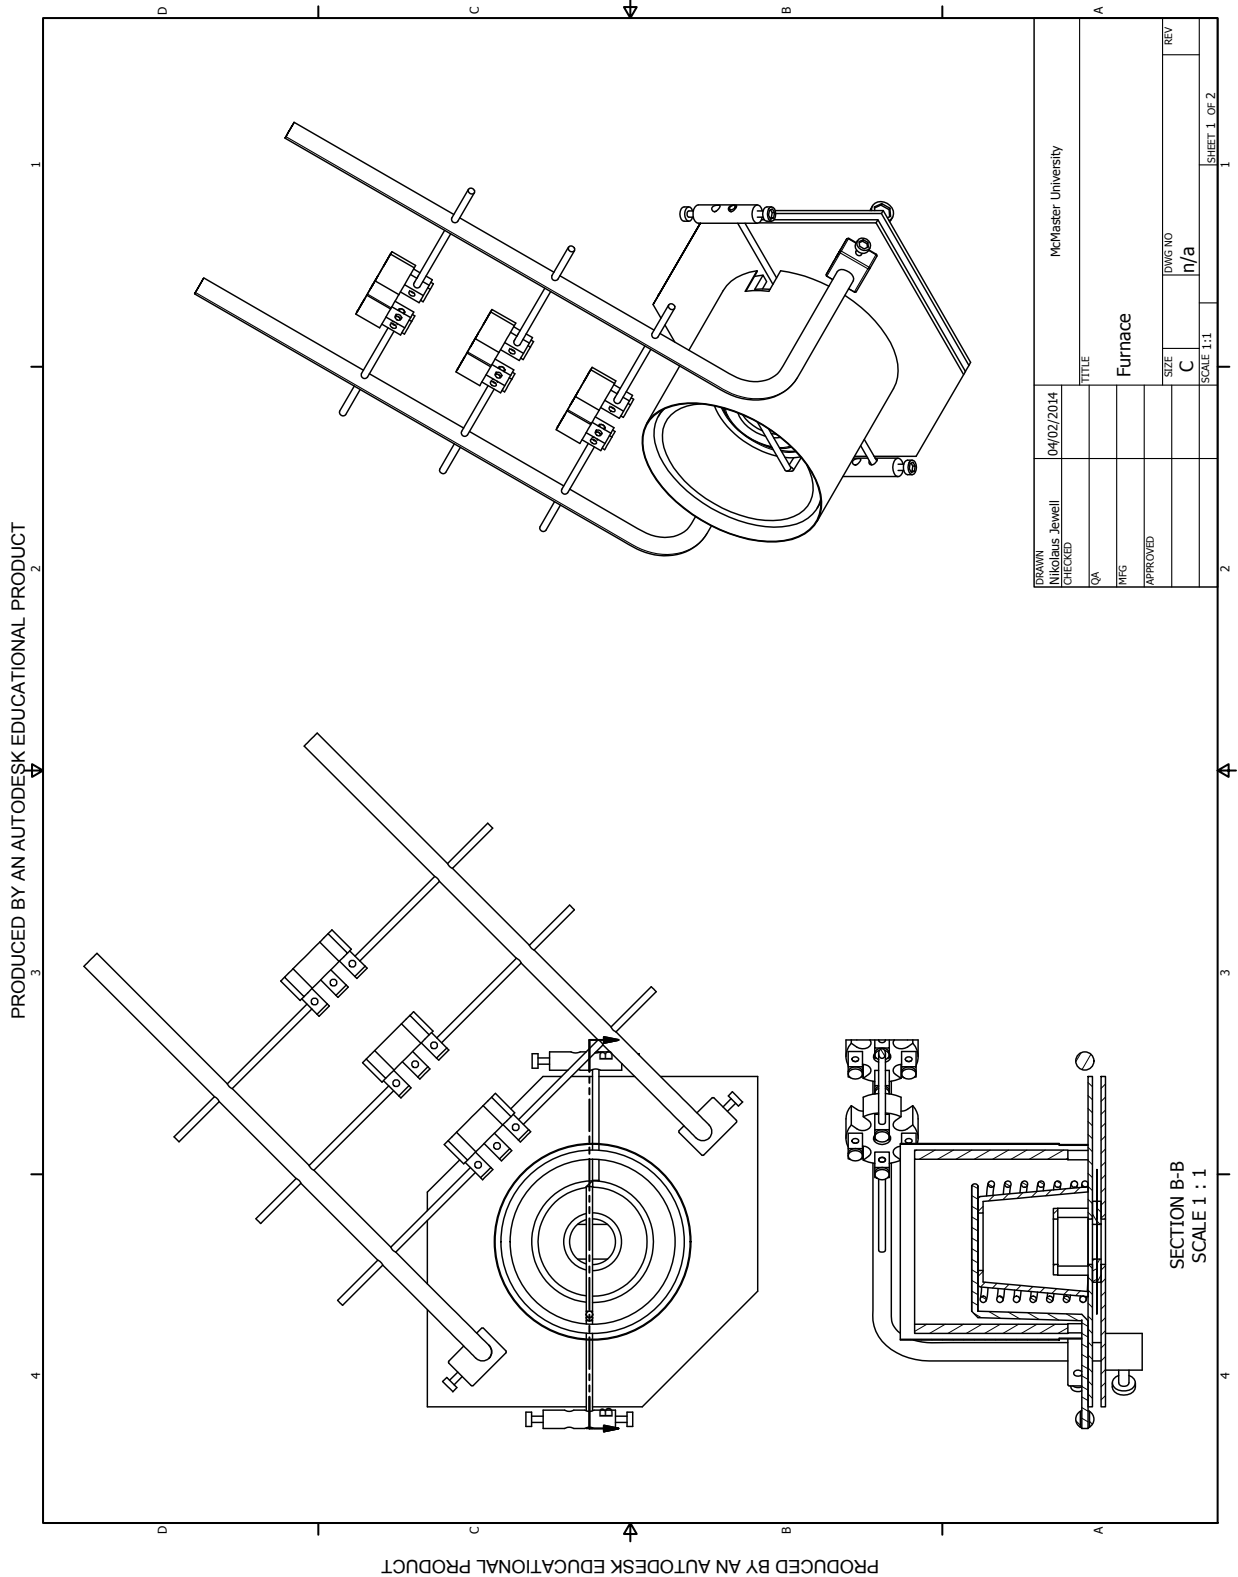 PRODUCED BY AN AUTODESK EDUCATIONAL PRODUCT
PRODUCED BY AN AUTODESK EDUCATIONAL PRODUCT
4
3
2
1
D
C
B
A
D
C
B
A
4
3
2
1
SECTION B-B
SCALE 1 : 1
DRAWN
Nikolaus Jewell
04/02/2014
CHECKED
QA
MFG
APPROVED
McMaster University
TITLE
Furnace
SIZE
C
DWG NO
n/a
REV
SCALE 1:1
SHEET 1 OF 2